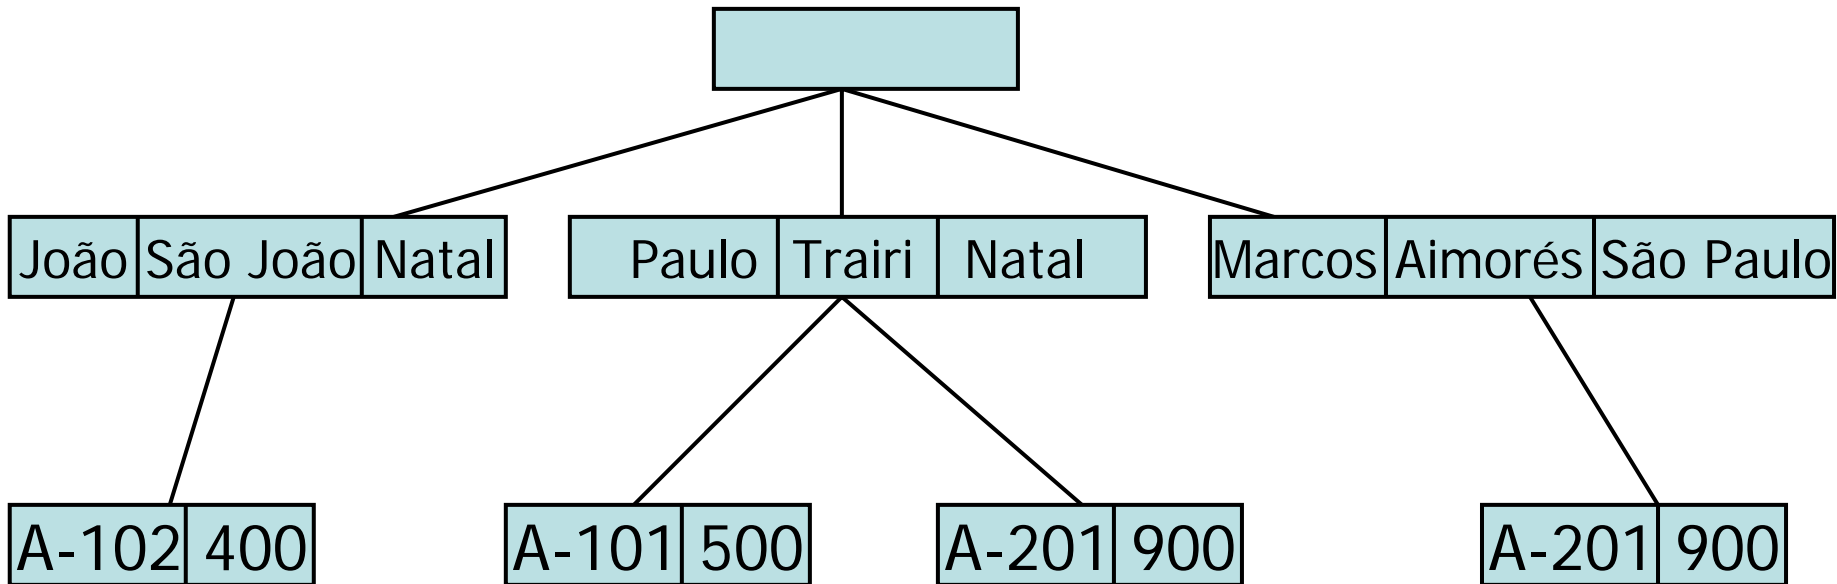 João São João Natal Paulo Trairi Natal Marcos Aimorés São Paulo
A-102 400 A-101 500 A-201 900 A-201 900